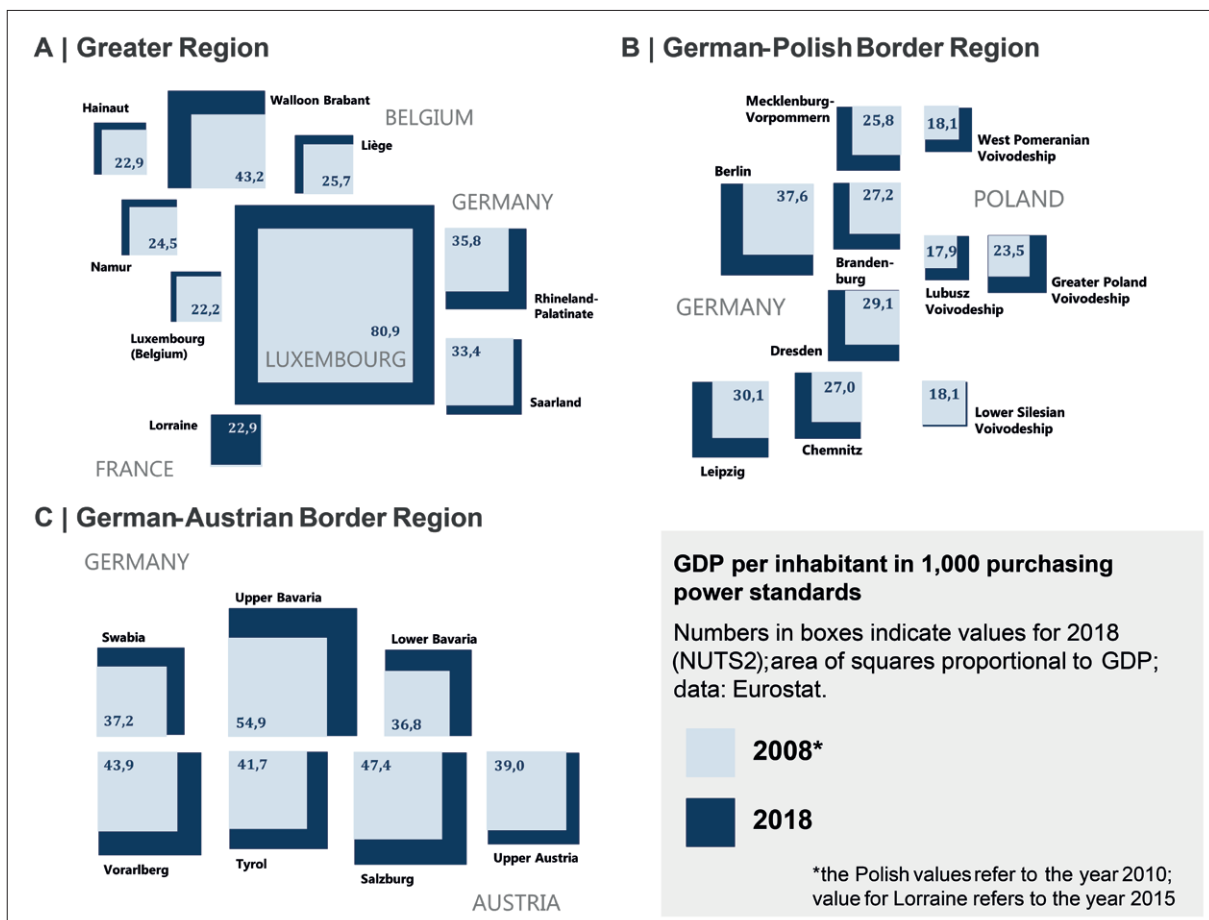 A | Greater Region
Hainaut
22,9
Walloon Brabant
43,2
BELGIUM
Liège
25,7
GERMANY
24,5
Namur
22,2
Luxembourg
(Belgium)
80,9
LUXEMBOURG
35,8
Rhineland-
Palatinate
33,4
Saarland
Lorraine
22,9
FRANCE
B | German-Polish Border Region
Mecklenburg-
Vorpommern
25,8
18,1
West Pomeranian
Voivodeship
Berlin
37,6
27,2
Branden-
burg
POLAND
17,9
Lubusz
Voivodeship
23,5
Greater Poland
Voivodeship
GERMANY
29,1
Dresden
30,1
Leipzig
27,0
Chemnitz
18,1
Lower Silesian
Voivodeship
C | German-Austrian Border Region
GERMANY
Swabia
37,2
Upper Bavaria
54,9
Lower Bavaria
36,8
43,9
Vorarlberg
41,7
Tyrol
47,4
Salzburg
39,0
Upper Austria
AUSTRIA
GDP per inhabitant in 1,000 purchasing
power standards
Numbers in boxes indicate values for 2018
(NUTS2);area of squares proportional to GDP;
data: Eurostat.
2008*
2018
*the Polish values refer to the year 2010;
value for Lorraine refers to the year 2015